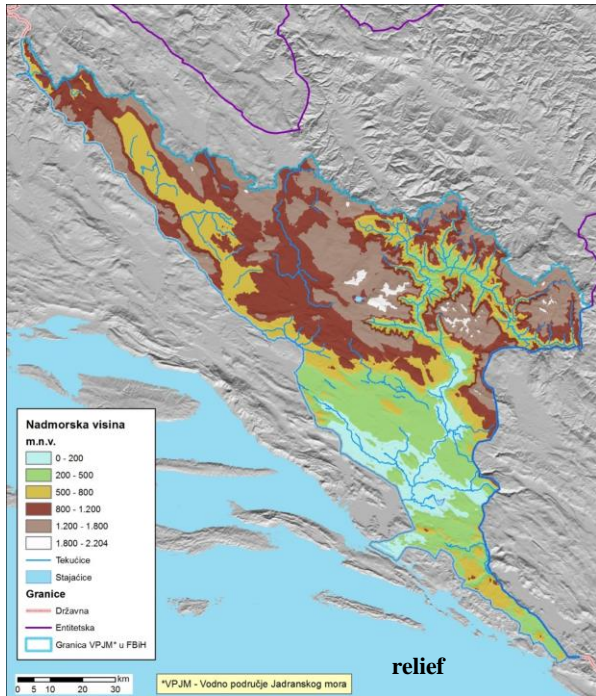 Nadmorska visina
m.n.v.
0 - 200
200 - 500
500 - 800
800 - 1.200
1.200 - 1.800
1.800 - 2.204
Tekućice
Stajaćice
Granice
Državna
Entitetska
Granica VPJM* u FBiH
km
0 5 10 20 30
*VPJM - Vodno područje Jadranskog mora
relief